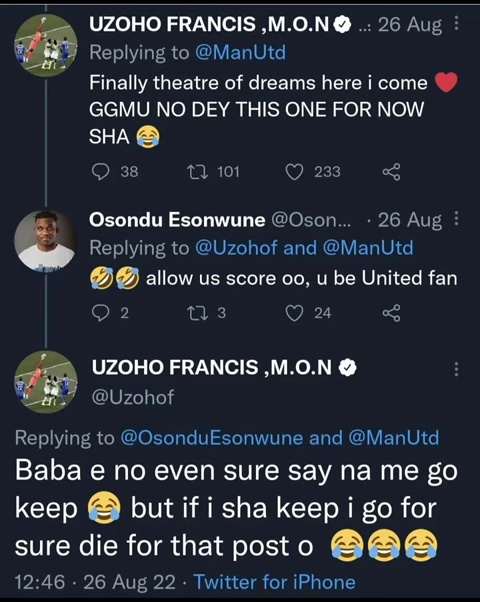 UZOHO FRANCIS ,M.O.N ..: 26 Aug
Replying to @ManUtd
Finally theatre of dreams here i come ❤️
GGMU NO DEY THIS ONE FOR NOW
SHA 😂
38 101 233
Osondu Esonwune @Oson... · 26 Aug
Replying to @Uzohof and @ManUtd
🤣🤣 allow us score oo, u be United fan
2 3 24
UZOHO FRANCIS ,M.O.N
@Uzohof
Replying to @OsonduEsonwune and @ManUtd
Baba e no even sure say na me go
keep 😂 but if i sha keep i go for
sure die for that post o 😂😂😂
12:46 · 26 Aug 22 · Twitter for iPhone